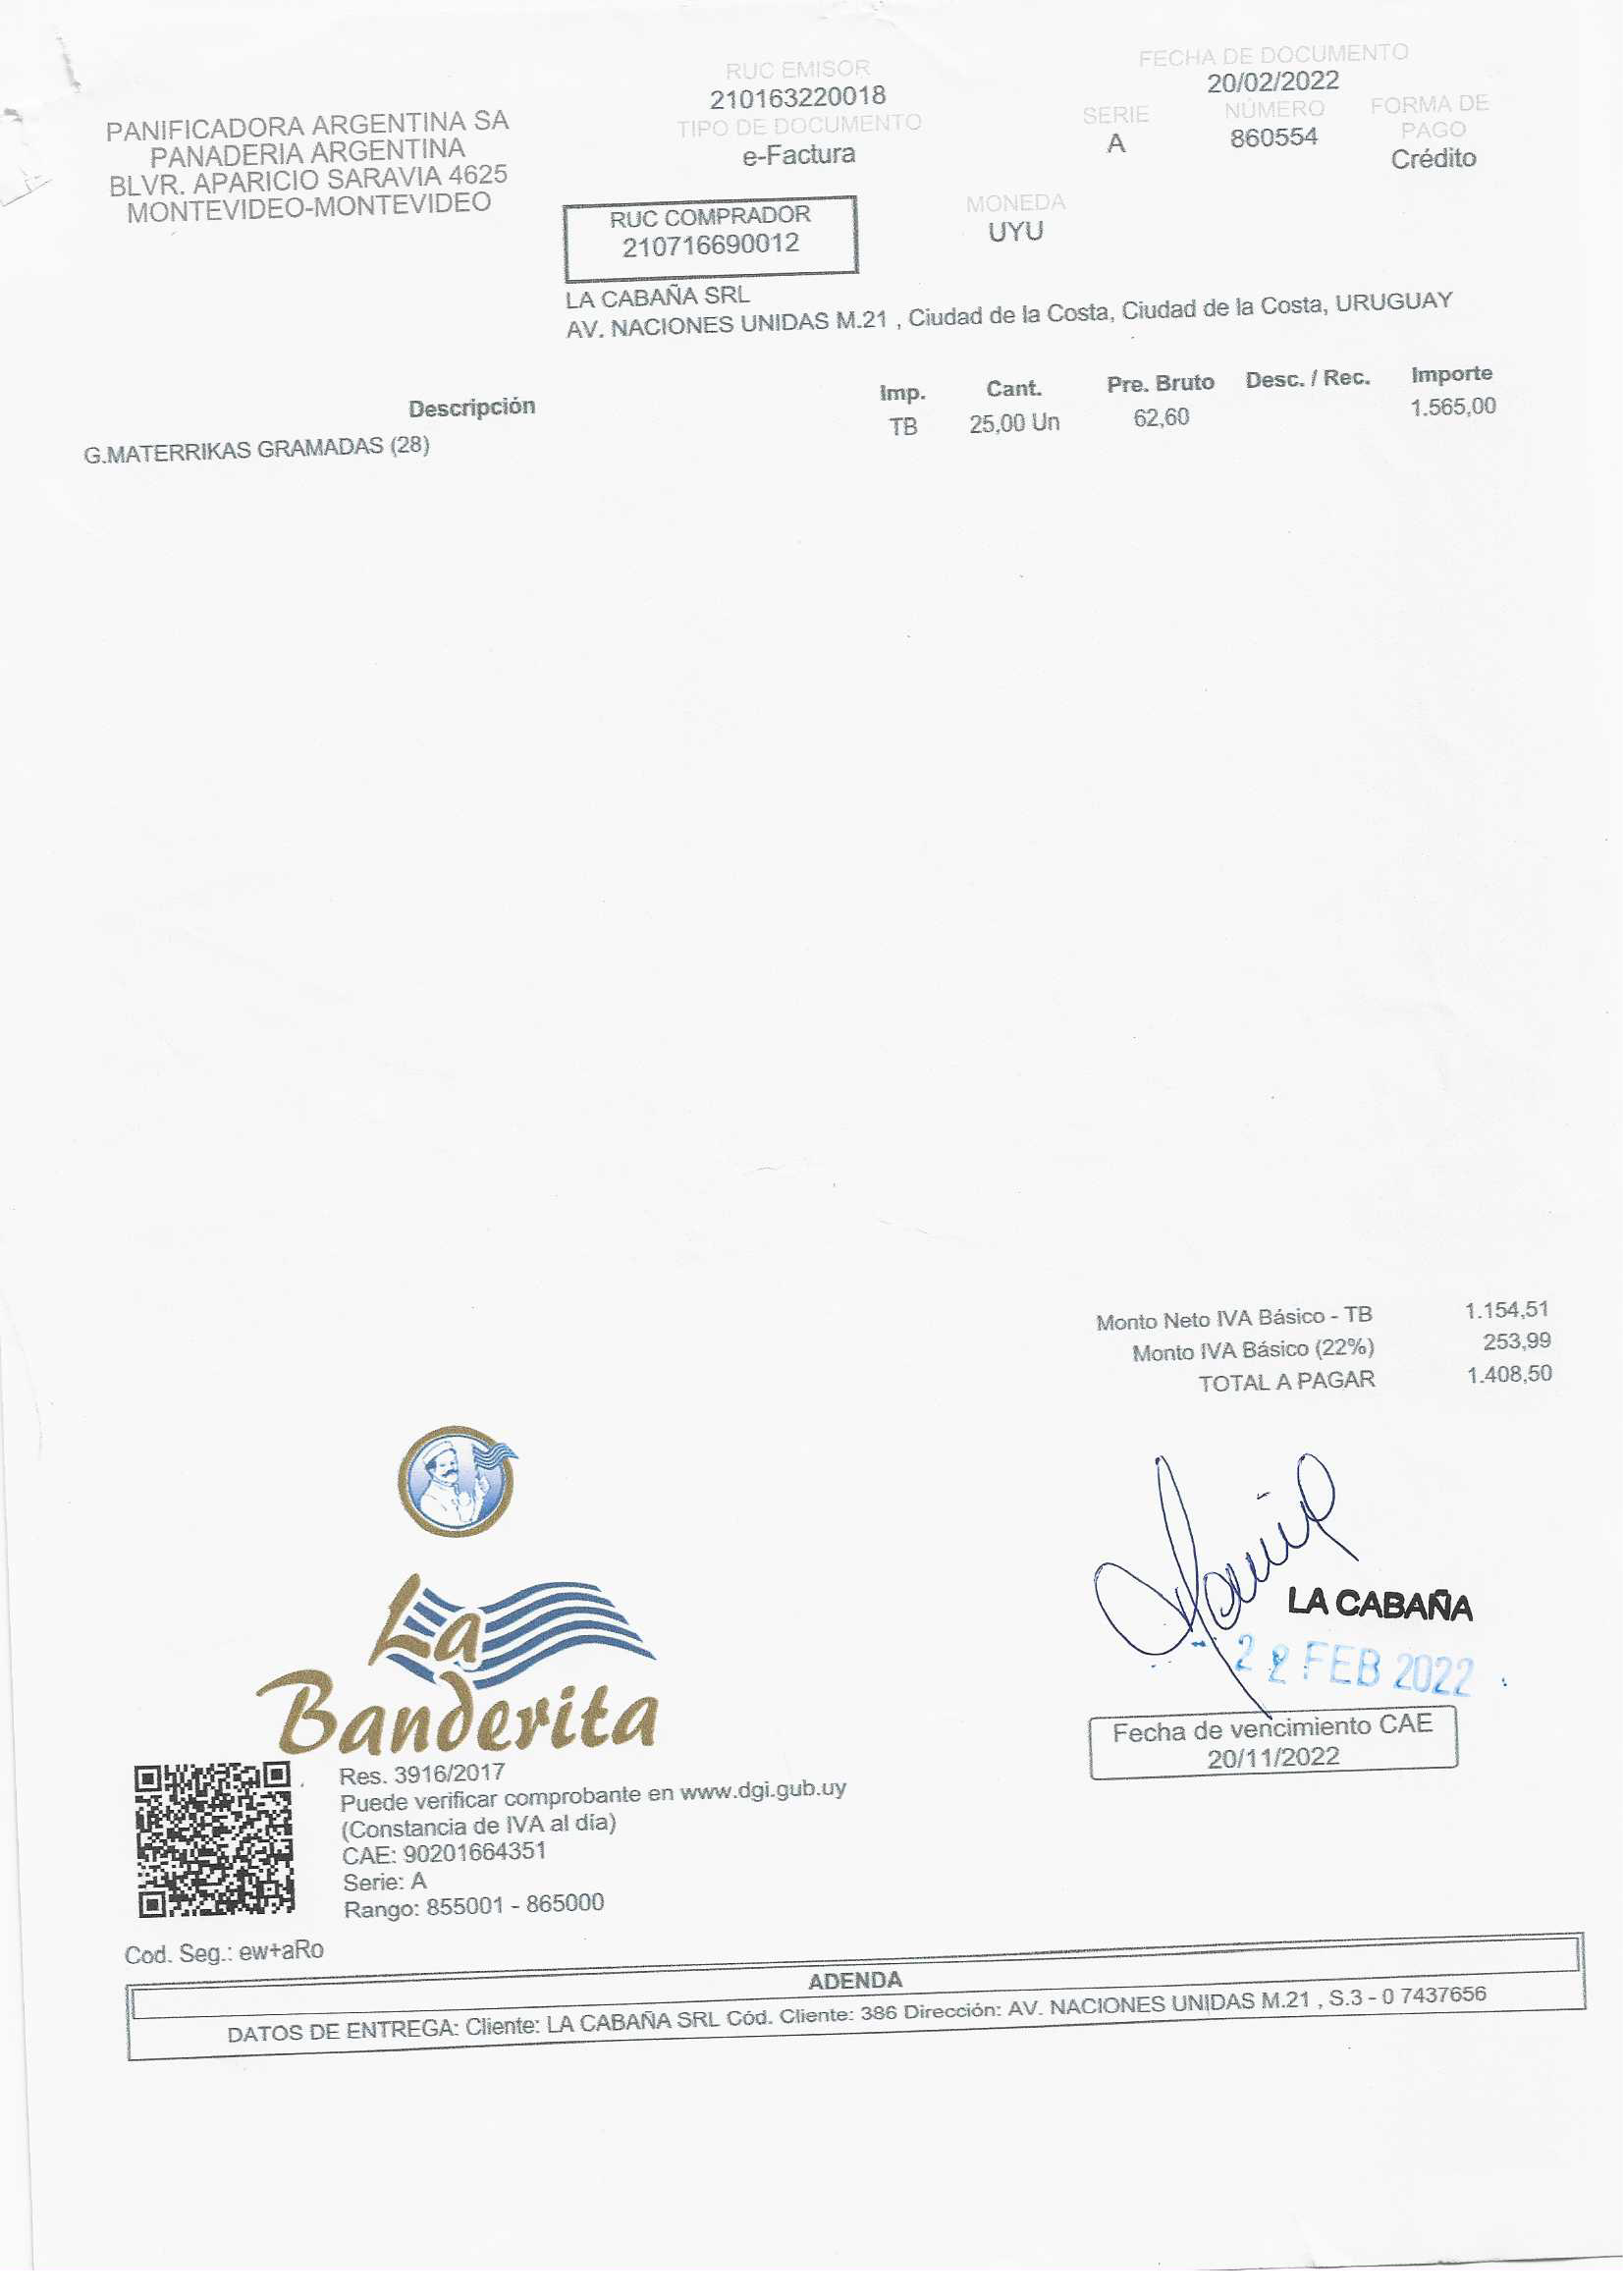 PANIFICADORA ARGENTINA SA
PANADERIA ARGENTINA
BLVR. APARICIO SARAVIA 4625
MONTEVIDEO-MONTEVIDEO
RUC EMISOR
210163220018
TIPO DE DOCUMENTO
e-Factura
FECHA DE DOCUMENTO
20/02/2022
SERIE NÚMERO FORMA DE PAGO
A 860554 Crédito
RUC COMPRADOR
210716690012
MONEDA
UYU
LA CABAÑA SRL
AV. NACIONES UNIDAS M.21 , Ciudad de la Costa, Ciudad de la Costa, URUGUAY
Descripción Imp. Cant. Pre. Bruto Desc. / Rec. Importe
G.MATERRIKAS GRAMADAS (28) TB 25,00 Un 62,60 1.565,00
Monto Neto IVA Básico - TB 1.154,51
Monto IVA Básico (22%) 253,99
TOTAL A PAGAR 1.408,50
La
Banderita
LA CABAÑA
22 FEB 2022
Fecha de vencimiento CAE
20/11/2022
Res. 3916/2017
Puede verificar comprobante en www.dgi.gub.uy
(Constancia de IVA al día)
CAE: 90201664351
Serie: A
Rango: 855001 - 865000
Cod. Seg.: ew+aRo
ADENDA
DATOS DE ENTREGA: Cliente: LA CABAÑA SRL Cód. Cliente: 386 Dirección: AV. NACIONES UNIDAS M.21 , S.3 - 0 7437656